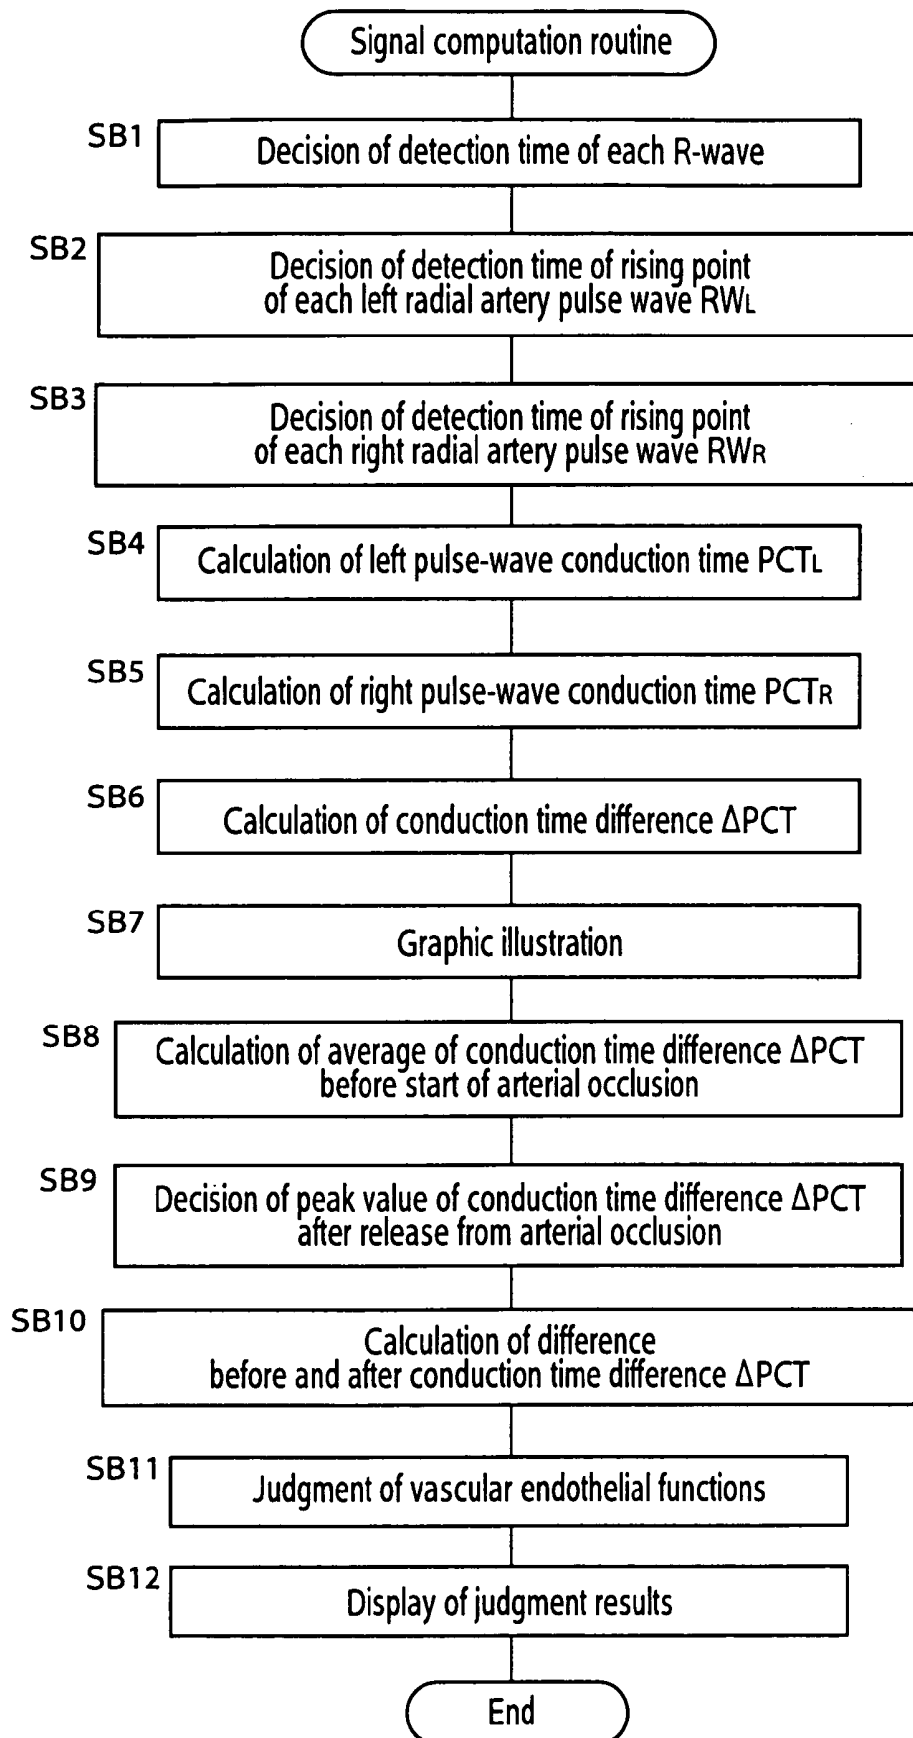 Signal computation routine
SB1
Decision of detection time of each R-wave
SB2
Decision of detection time of rising point
of each left radial artery pulse wave RWL
SB3
Decision of detection time of rising point
of each right radial artery pulse wave RWR
SB4
Calculation of left pulse-wave conduction time PCTL
SB5
Calculation of right pulse-wave conduction time PCTR
SB6
Calculation of conduction time difference ΔPCT
SB7
Graphic illustration
SB8
Calculation of average of conduction time difference ΔPCT
before start of arterial occlusion
SB9
Decision of peak value of conduction time difference ΔPCT
after release from arterial occlusion
SB10
Calculation of difference
before and after conduction time difference ΔPCT
SB11
Judgment of vascular endothelial functions
SB12
Display of judgment results
End